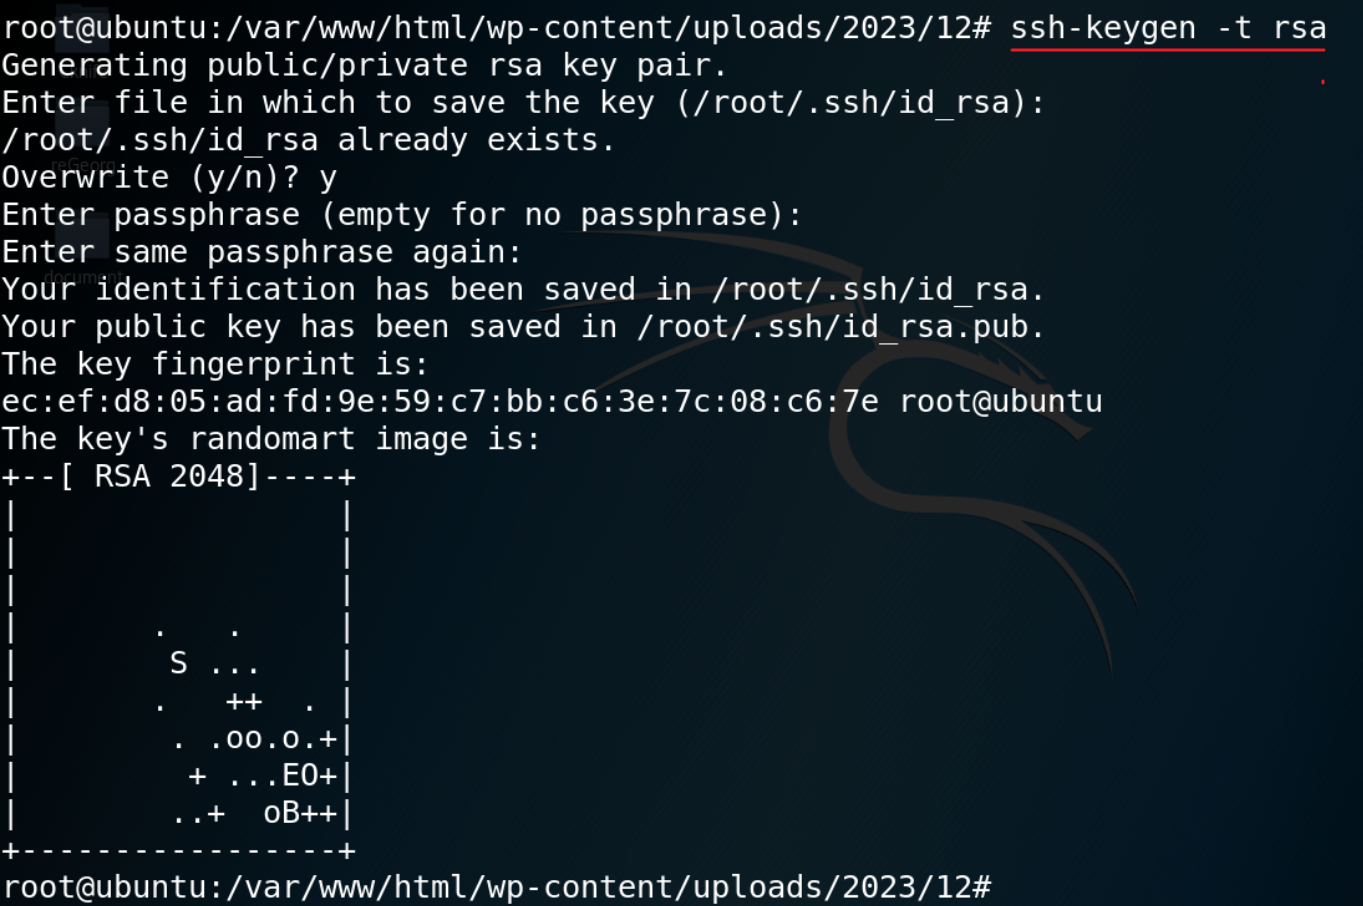 root@ubuntu:/var/www/html/wp-content/uploads/2023/12# ssh-keygen -t rsa
Generating public/private rsa key pair.
Enter file in which to save the key (/root/.ssh/id_rsa):
/root/.ssh/id_rsa already exists.
reGeorg
Overwrite (y/n)? y
Enter passphrase (empty for no passphrase):
Enter same passphrase again:
document
Your identification has been saved in /root/.ssh/id_rsa.
Your public key has been saved in /root/.ssh/id_rsa.pub.
The key fingerprint is:
ec:ef:d8:05:ad:fd:9e:59:c7:bb:c6:3e:7c:08:c6:7e root@ubuntu
The key's randomart image is:
+--[ RSA 2048]----+
|                 |
|                 |
|                 |
|       .   .     |
|        S ...    |
|       .   ++  . |
|        . .oo.o.+|
|         + ...EO+|
|        ..+  oB++|
+-----------------+
root@ubuntu:/var/www/html/wp-content/uploads/2023/12#